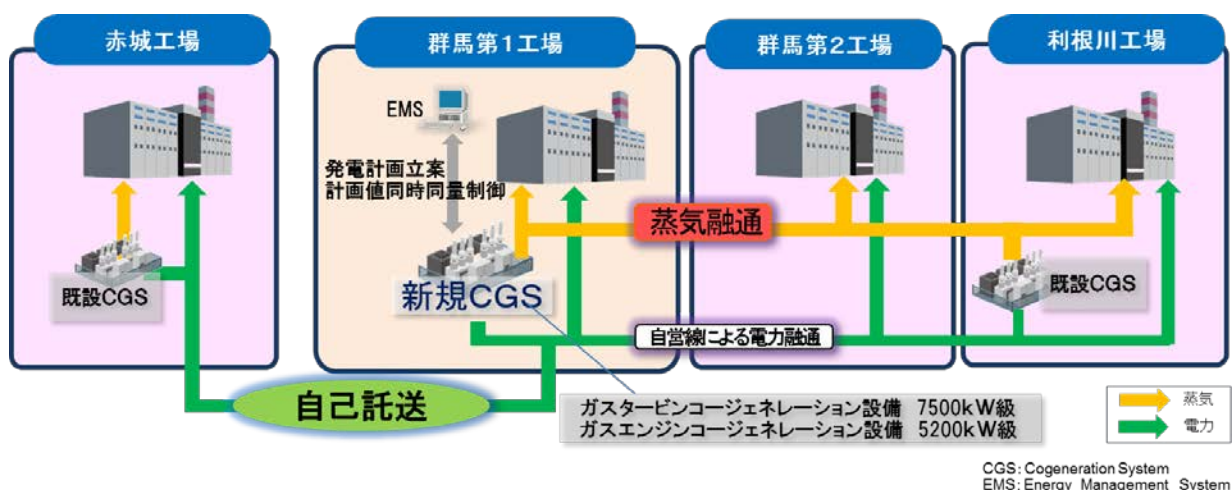 赤城工場
群馬第1工場
群馬第2工場
利根川工場
EMS
発電計画立案
計画値同時同量制御
蒸気融通
既設CGS
新規CGS
既設CGS
自営線による電力融通
自己託送
ガスタービンコージェネレーション設備 7500kW級
ガスエンジンコージェネレーション設備 5200kW級
蒸気
電力
CGS: Cogeneration System
EMS: Energy Management System